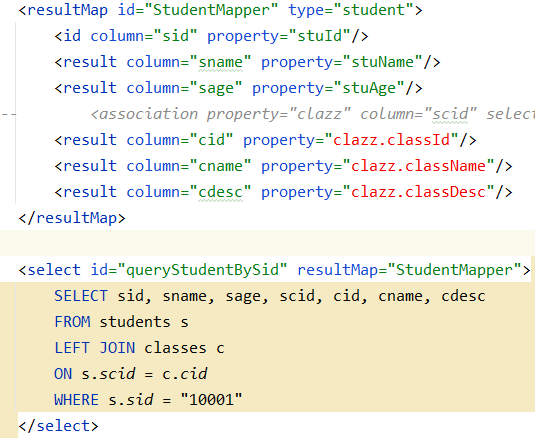 <resultMap id="StudentMapper" type="student">
<id column="sid" property="stuId"/>
<result column="sname" property="stuName"/>
<result column="sage" property="stuAge"/>
-- <association property="clazz" column="scid" selec
<result column="cid" property="clazz.classId"/>
<result column="cname" property="clazz.className"/>
<result column="cdesc" property="clazz.classDesc"/>
</resultMap>
<select id="queryStudentBySid" resultMap="StudentMapper">
SELECT sid, sname, sage, scid, cid, cname, cdesc
FROM students s
LEFT JOIN classes c
ON s.scid = c.cid
WHERE s.sid = "10001"
</select>